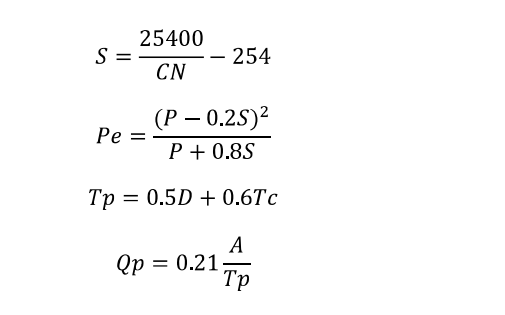 S = 25400/CN − 254
Pe = (P − 0.2S)²/(P + 0.8S)
Tp = 0.5D + 0.6Tc
Qp = 0.21 A/Tp